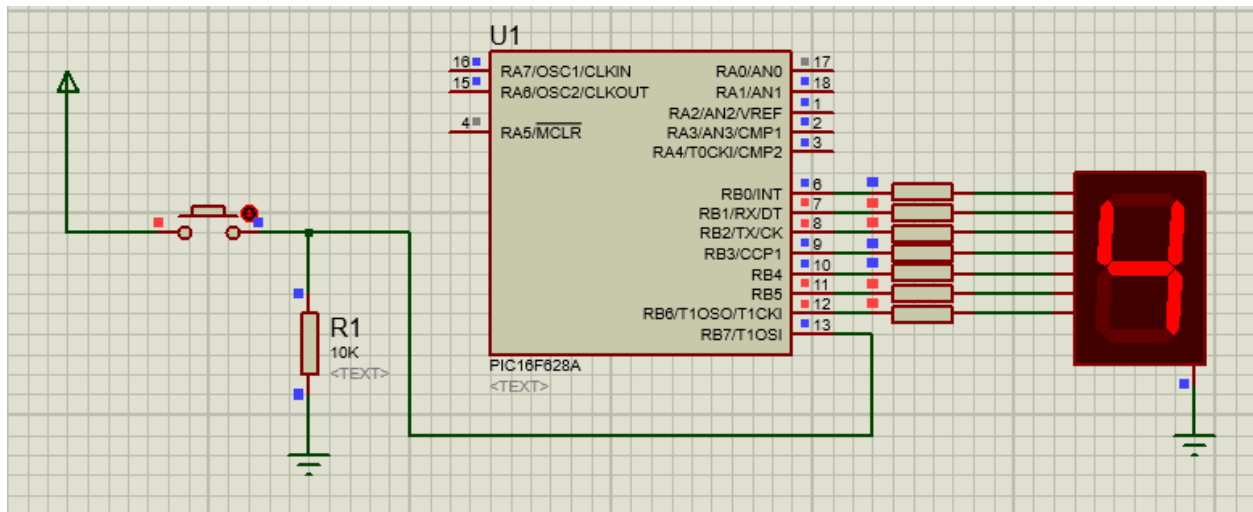 U1
16 RA7/OSC1/CLKIN RA0/AN0 17
15 RA6/OSC2/CLKOUT RA1/AN1 18
RA2/AN2/VREF 1
4 RA5/MCLR RA3/AN3/CMP1 2
RA4/T0CKI/CMP2 3
RB0/INT 6
RB1/RX/DT 7
RB2/TX/CK 8
RB3/CCP1 9
RB4 10
RB5 11
RB6/T1OSO/T1CKI 12
RB7/T1OSI 13
PIC16F628A
<TEXT>
R1
10K
<TEXT>
4